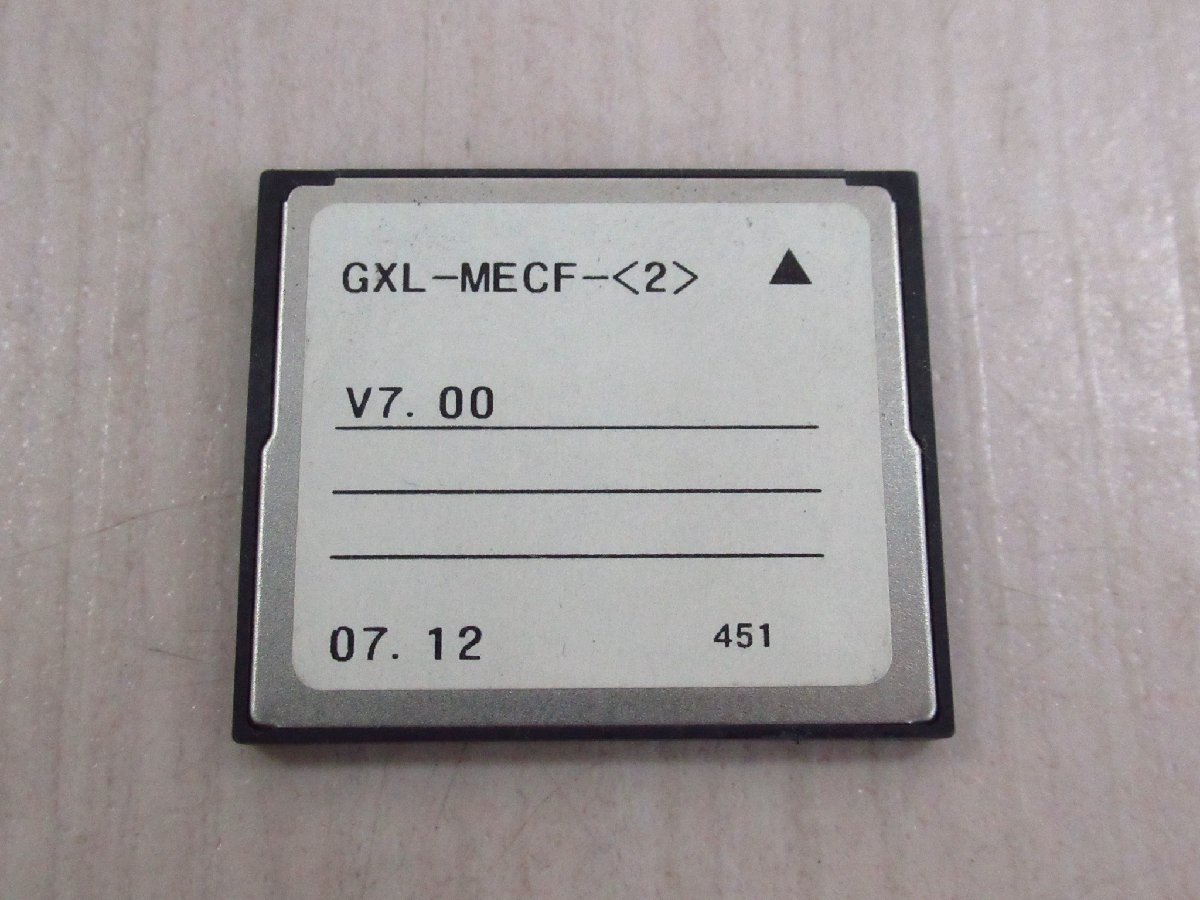 GXL-MECF-<2> ▲
V7.00
07.12 451